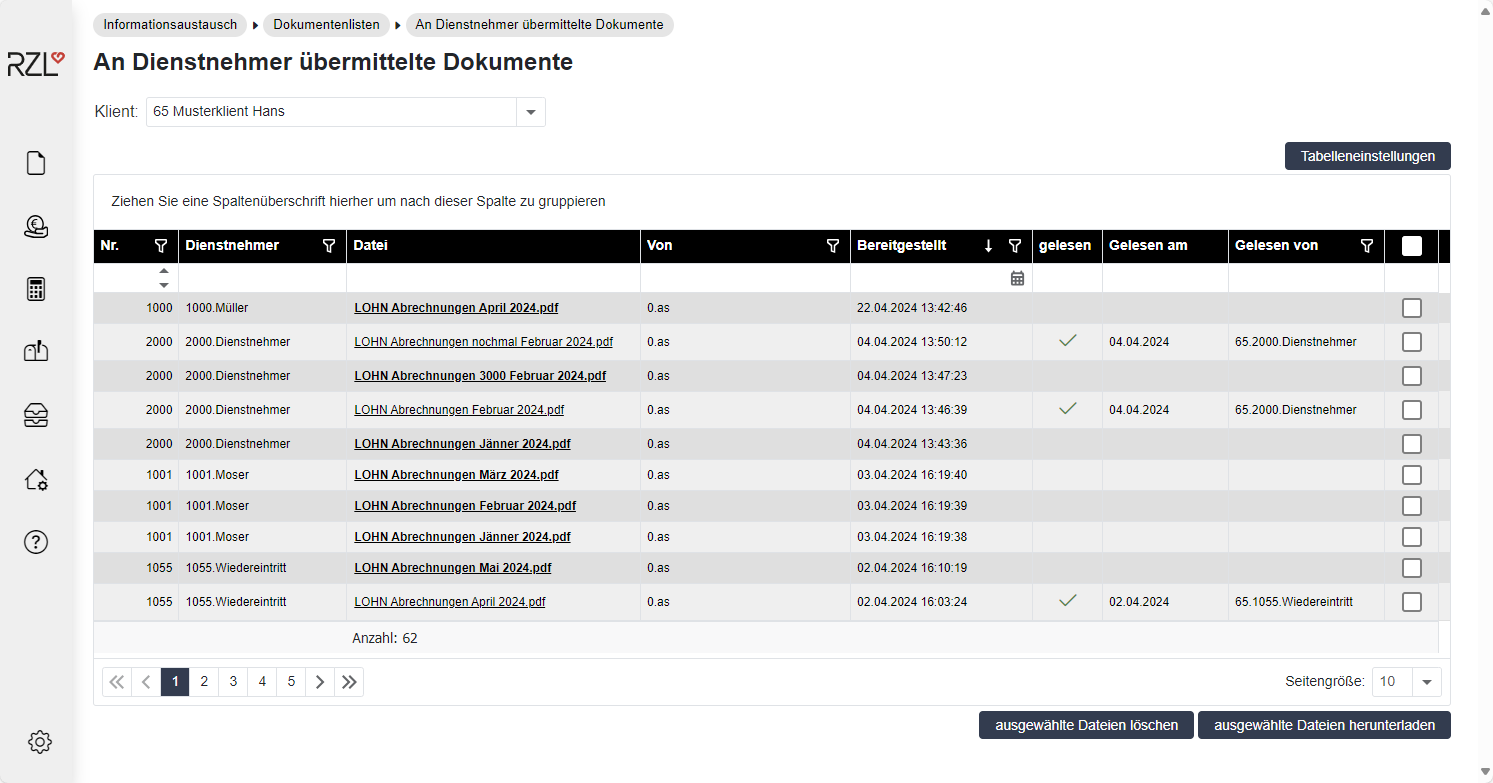 Informationsaustausch Dokumentenlisten An Dienstnehmer übermittelte Dokumente
RZL
An Dienstnehmer übermittelte Dokumente
Klient: 65 Musterklient Hans
Tabelleneinstellungen
Ziehen Sie eine Spaltenüberschrift hierher um nach dieser Spalte zu gruppieren
Nr. Dienstnehmer Datei Von Bereitgestellt gelesen Gelesen am Gelesen von
1000 1000.Müller LOHN Abrechnungen April 2024.pdf 0.as 22.04.2024 13:42:46
2000 2000.Dienstnehmer LOHN Abrechnungen nochmal Februar 2024.pdf 0.as 04.04.2024 13:50:12 04.04.2024 65.2000.Dienstnehmer
2000 2000.Dienstnehmer LOHN Abrechnungen 3000 Februar 2024.pdf 0.as 04.04.2024 13:47:23
2000 2000.Dienstnehmer LOHN Abrechnungen Februar 2024.pdf 0.as 04.04.2024 13:46:39 04.04.2024 65.2000.Dienstnehmer
2000 2000.Dienstnehmer LOHN Abrechnungen Jänner 2024.pdf 0.as 04.04.2024 13:43:36
1001 1001.Moser LOHN Abrechnungen März 2024.pdf 0.as 03.04.2024 16:19:40
1001 1001.Moser LOHN Abrechnungen Februar 2024.pdf 0.as 03.04.2024 16:19:39
1001 1001.Moser LOHN Abrechnungen Jänner 2024.pdf 0.as 03.04.2024 16:19:38
1055 1055.Wiedereintritt LOHN Abrechnungen Mai 2024.pdf 0.as 02.04.2024 16:10:19
1055 1055.Wiedereintritt LOHN Abrechnungen April 2024.pdf 0.as 02.04.2024 16:03:24 02.04.2024 65.1055.Wiedereintritt
Anzahl: 62
1 2 3 4 5 Seitengröße: 10
ausgewählte Dateien löschen ausgewählte Dateien herunterladen